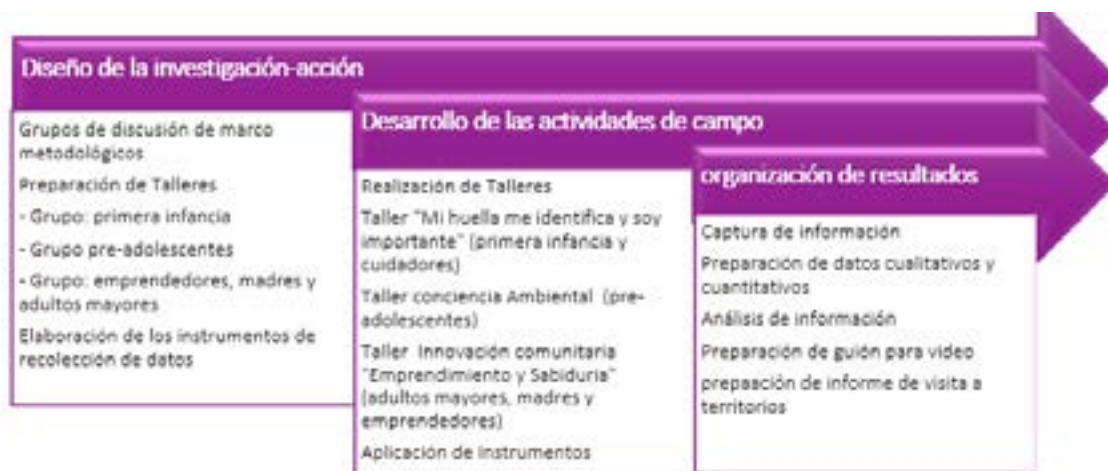 Diseño de la investigación-acción
Grupos de discusión de marco
metodológicos
Preparación de Talleres
- Grupo: primera infancia
- Grupo pre-adolescentes
- Grupo: emprendedores, madres y
adultos mayores
Elaboración de los instrumentos de
recolección de datos
Desarrollo de las actividades de campo
Realización de Talleres
Taller "Mi huella me identifica y soy
importante" (primera infancia y
cuidadores)
Taller conciencia Ambiental (pre-
adolescentes)
Taller Innovación comunitaria
"Emprendimiento y Sabiduria"
(adultos mayores, madres y
emprendedores)
Aplicación de Instrumentos
organización de resultados
Captura de información
Preparación de datos cualitativos y
cuantitativos
Análisis de información
Preparación de guión para video
prepaación de informe de visita a
territorios